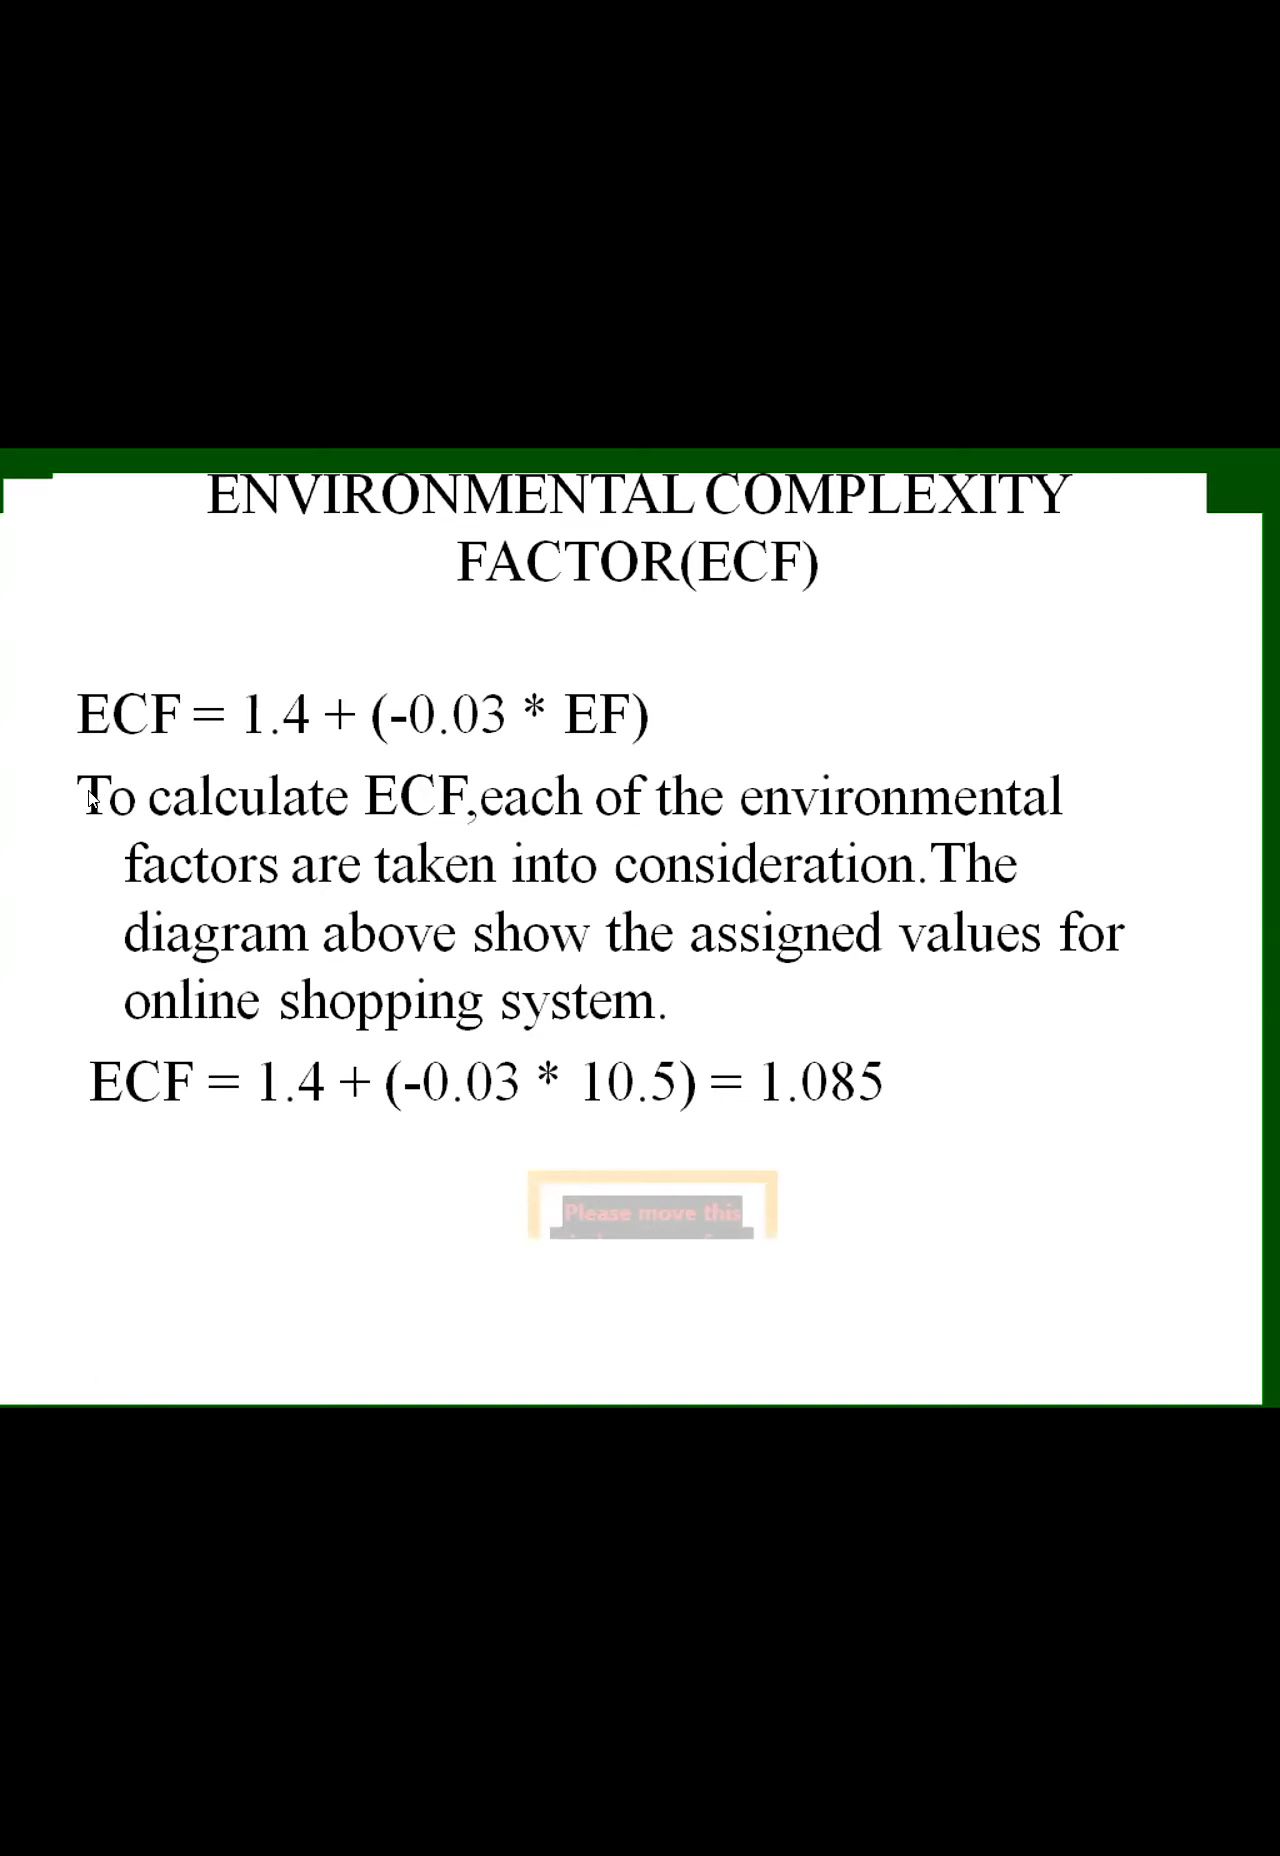 ENVIRONMENTAL COMPLEXITY
FACTOR(ECF)
ECF = 1.4 + (-0.03 * EF)
To calculate ECF,each of the environmental
factors are taken into consideration.The
diagram above show the assigned values for
online shopping system.
ECF = 1.4 + (-0.03 * 10.5) = 1.085
Please move this